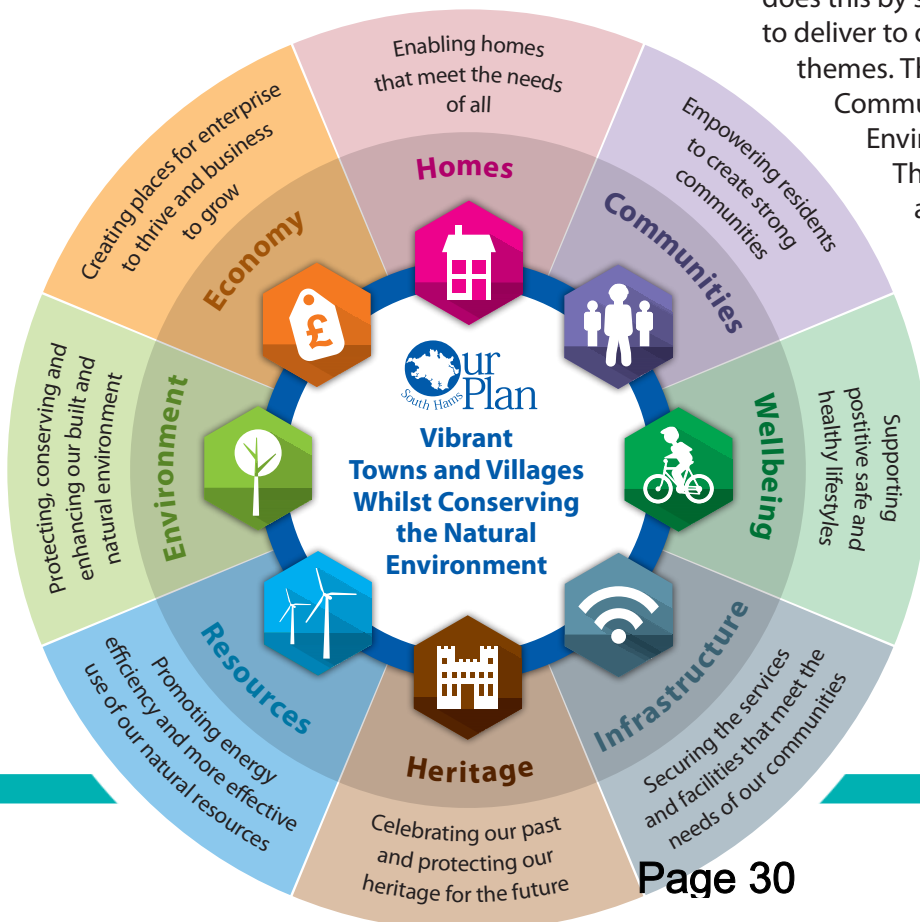 does this by s
to deliver to o
themes. Th
Commu
Envir
Th
a
Enabling homes
that meet the needs
of all
Homes
Empowering residents
to create strong
communities
Communities
Supporting
postitive safe and
healthy lifestyles
Wellbeing
Securing the services
and facilities that meet the
needs of our communities
Infrastructure
Celebrating our past
and protecting our
heritage for the future
Heritage
Promoting energy
efficiency and more effective
use of our natural resources
Resources
Protecting, conserving and
enhancing our built and
natural environment
Environment
Creating places for enterprise
to thrive and business
to grow
Economy
£
Our
Plan
South Hams
Vibrant
Towns and Villages
Whilst Conserving
the Natural
Environment
Page 30